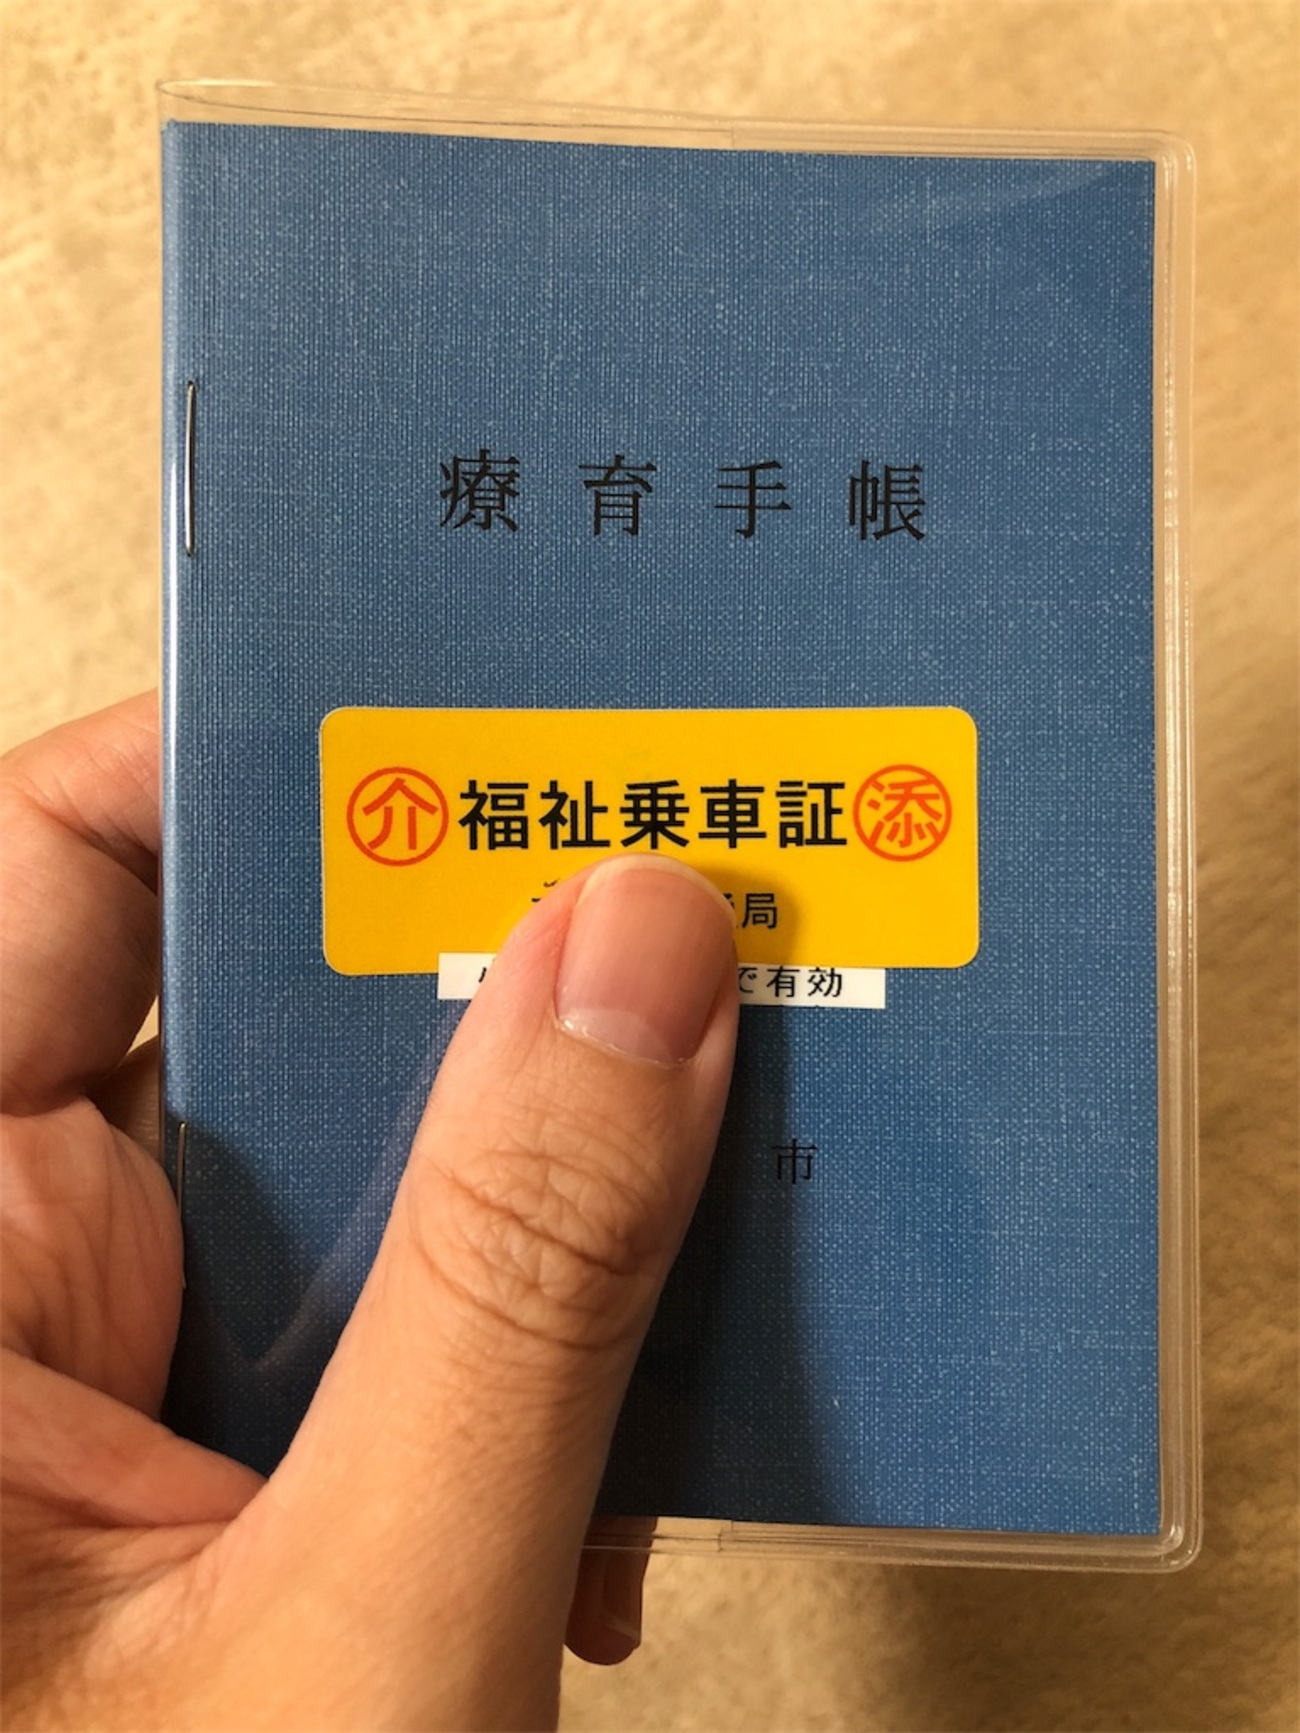 療育手帳
介 福祉乗車証 添
局
で有効
市